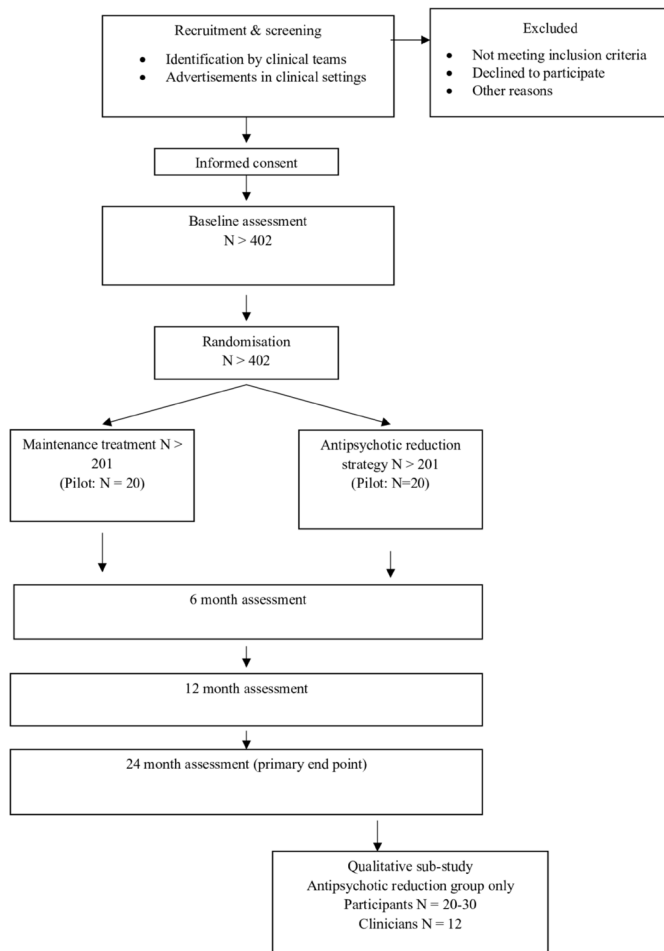 Recruitment & screening
• Identification by clinical teams
• Advertisements in clinical settings
Excluded
• Not meeting inclusion criteria
• Declined to participate
• Other reasons
Informed consent
Baseline assessment
N > 402
Randomisation
N > 402
Maintenance treatment N >
201
(Pilot: N = 20)
Antipsychotic reduction
strategy N > 201
(Pilot: N=20)
6 month assessment
12 month assessment
24 month assessment (primary end point)
Qualitative sub-study
Antipsychotic reduction group only
Participants N = 20-30
Clinicians N = 12